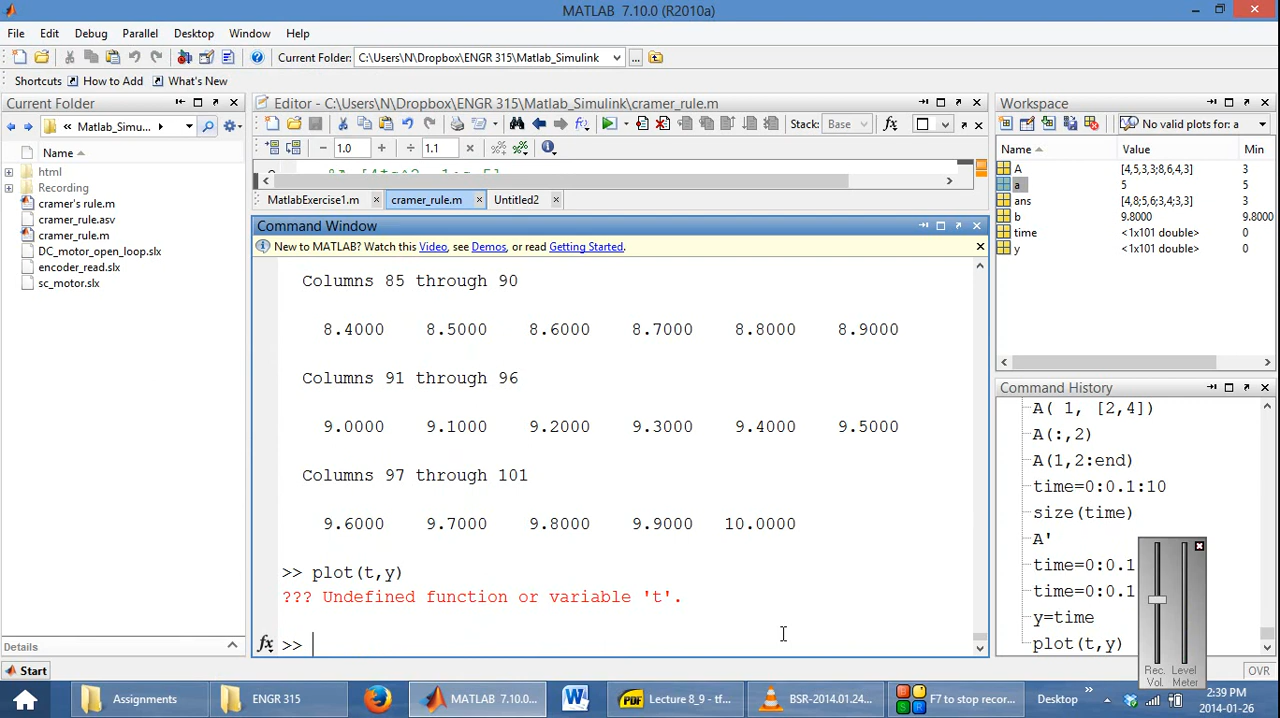 MATLAB 7.10.0 (R2010a)
File Edit Debug Parallel Desktop Window Help
Current Folder: C:\Users\N\Dropbox\ENGR 315\Matlab_Simulink
Shortcuts How to Add What's New
Current Folder
« Matlab_Simu...
Name
html
Recording
cramer's rule.m
cramer_rule.asv
cramer_rule.m
DC_motor_open_loop.slx
encoder_read.slx
sc_motor.slx
Details
Editor - C:\Users\N\Dropbox\ENGR 315\Matlab_Simulink\cramer_rule.m
Stack: Base
1.0 1.1
MatlabExercise1.m cramer_rule.m Untitled2
Command Window
New to MATLAB? Watch this Video, see Demos, or read Getting Started.
Columns 85 through 90
8.4000 8.5000 8.6000 8.7000 8.8000 8.9000
Columns 91 through 96
9.0000 9.1000 9.2000 9.3000 9.4000 9.5000
Columns 97 through 101
9.6000 9.7000 9.8000 9.9000 10.0000
>> plot(t,y)
??? Undefined function or variable 't'.
fx >>
Workspace
No valid plots for: a
Name Value Min
A [4,5,3,3;8,6,4,3] 3
a 5 5
ans [4,8;5,6;3,4;3,3] 3
b 9.8000 9.8000
time <1x101 double> 0
y <1x101 double> 0
Command History
A( 1, [2,4])
A(:,2)
A(1,2:end)
time=0:0.1:10
size(time)
A'
time=0:0.1
time=0:0.1
y=time
plot(t,y)
Rec. Vol. Level Meter
Start
OVR
Assignments ENGR 315 MATLAB 7.10.0... Lecture 8_9 - tf... BSR-2014.01.24... F7 to stop recor... Desktop
2:39 PM
2014-01-26